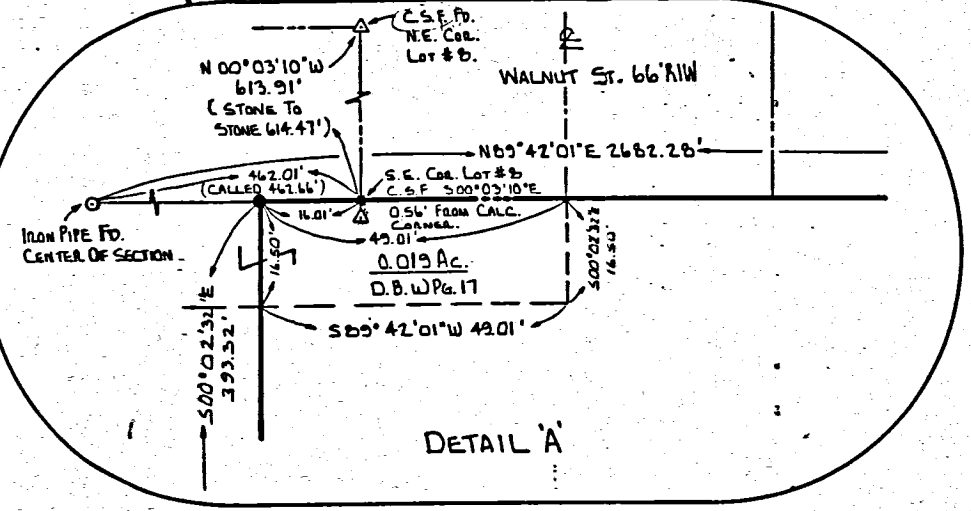 C.S.F. FD.
N.E. COR.
LOT #8.
N 00°03'10"W
613.91'
(STONE TO
STONE 614.47')
WALNUT ST. 66' R/W
N89°42'01"E 2682.28'
462.01'
(CALLED 462.66')
S.E. COR. LOT #8
C.S.F S00°03'10"E
0.56' FROM CALC.
CORNER.
16.01'
49.01'
IRON PIPE FD.
CENTER OF SECTION
16.50'
0.019 AC.
D.B. W PG. 17
S00°02'32"E
16.50'
S89°42'01"W 49.01'
S00°02'32"E
393.32'
DETAIL 'A'